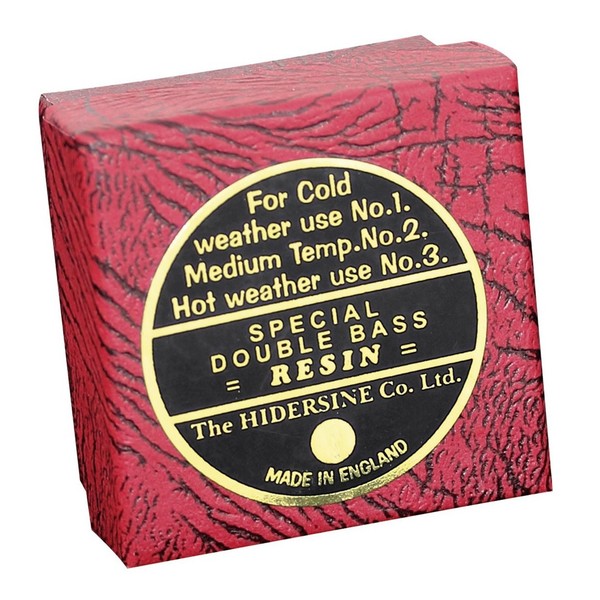 For Cold
weather use No.1.
Medium Temp.No.2.
Hot weather use No.3.
SPECIAL
DOUBLE BASS
= RESIN =
The HIDERSINE Co. Ltd.
MADE IN ENGLAND